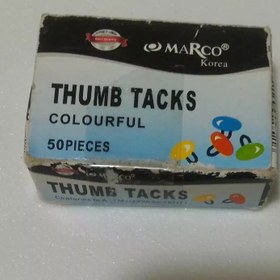 MARCO®
Korea
THUMB TACKS
COLOURFUL
50PIECES
THUMB TACKS